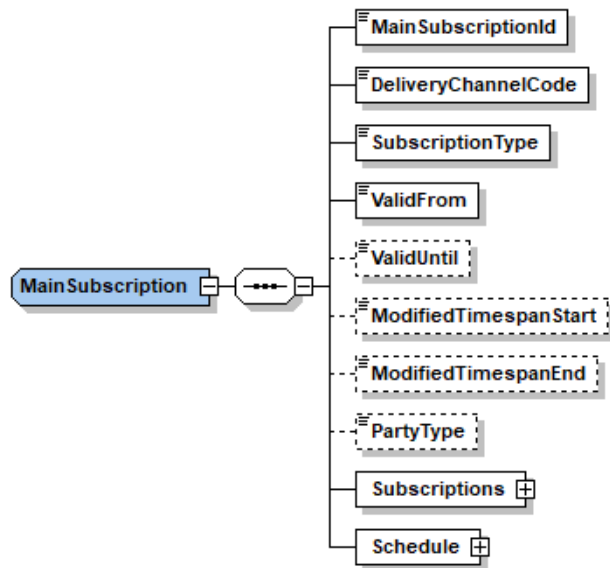 MainSubscriptionId
DeliveryChannelCode
SubscriptionType
ValidFrom
ValidUntil
MainSubscription
ModifiedTimespanStart
ModifiedTimespanEnd
PartyType
Subscriptions
Schedule